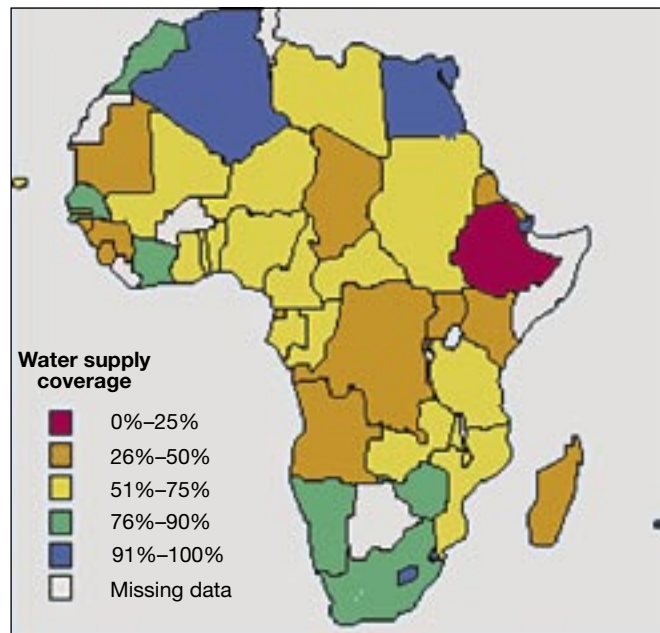 Water supply
coverage
0%–25%
26%–50%
51%–75%
76%–90%
91%–100%
Missing data